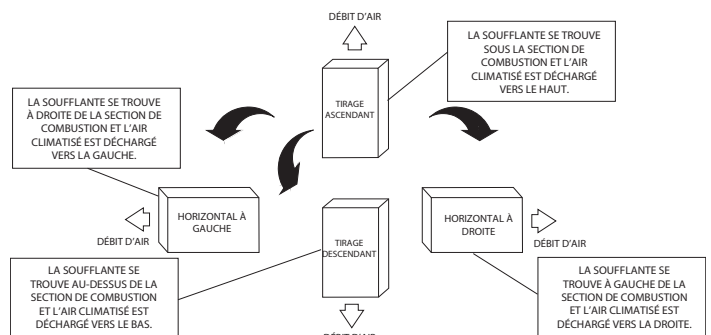 DÉBIT D'AIR
LA SOUFFLANTE SE TROUVE
SOUS LA SECTION DE
COMBUSTION ET L'AIR
CLIMATISÉ EST DÉCHARGÉ
VERS LE HAUT.
TIRAGE
ASCENDANT
LA SOUFFLANTE SE TROUVE
À DROITE DE LA SECTION DE
COMBUSTION ET L'AIR
CLIMATISÉ EST DÉCHARGÉ
VERS LA GAUCHE.
HORIZONTAL À
GAUCHE
DÉBIT D'AIR
TIRAGE
DESCENDANT
HORIZONTAL À
DROITE
DÉBIT D'AIR
LA SOUFFLANTE SE
TROUVE AU-DESSUS DE LA
SECTION DE COMBUSTION
ET L'AIR CLIMATISÉ EST
DÉCHARGÉ VERS LE BAS.
LA SOUFFLANTE SE
TROUVE À GAUCHE DE LA
SECTION DE COMBUSTION
ET L'AIR CLIMATISÉ EST
DÉCHARGÉ VERS LA DROITE.